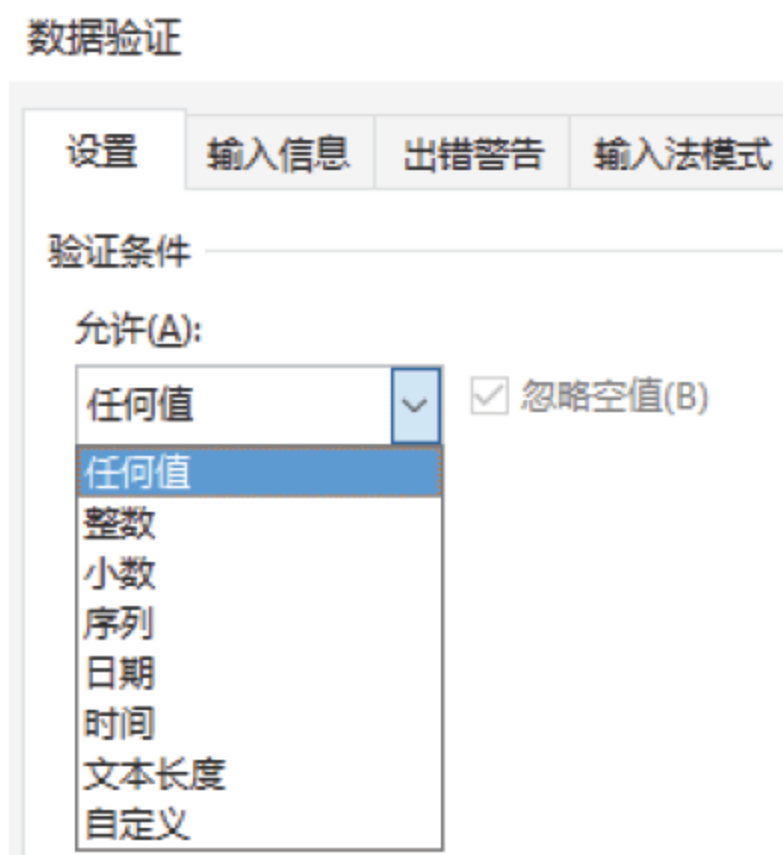 数据验证
设置 输入信息 出错警告 输入法模式
验证条件
允许(A):
任何值 忽略空值(B)
任何值
整数
小数
序列
日期
时间
文本长度
自定义